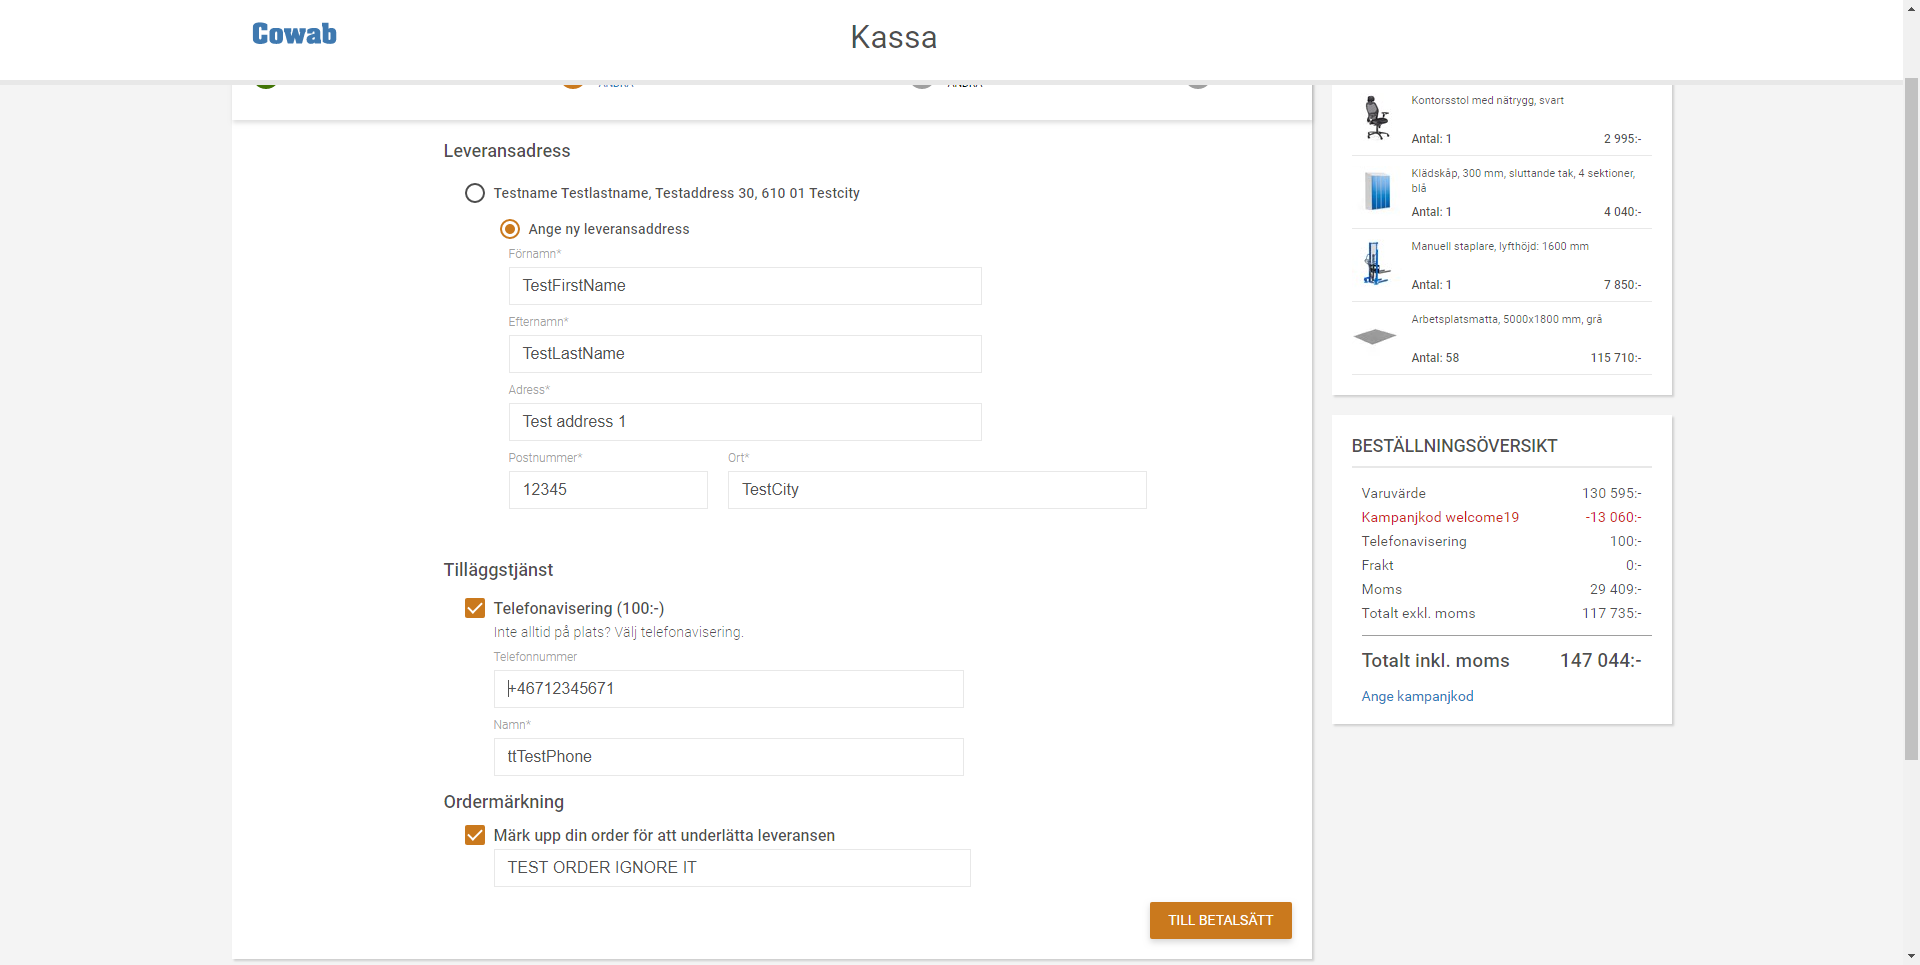 Cowab
Kassa
ÄNDRA
ÄNDRA
Leveransadress
Testname Testlastname, Testaddress 30, 610 01 Testcity
Ange ny leveransaddress
Förnamn*
TestFirstName
Efternamn*
TestLastName
Adress*
Test address 1
Postnummer* Ort*
12345 TestCity
Tilläggstjänst
Telefonavisering (100:-)
Inte alltid på plats? Välj telefonavisering.
Telefonnummer
+46712345671
Namn*
ttTestPhone
Ordermärkning
Märk upp din order för att underlätta leveransen
TEST ORDER IGNORE IT
TILL BETALSÄTT
Kontorsstol med nätrygg, svart
Antal: 1 2 995:-
Klädskåp, 300 mm, sluttande tak, 4 sektioner,
blå
Antal: 1 4 040:-
Manuell staplare, lyfthöjd: 1600 mm
Antal: 1 7 850:-
Arbetsplatsmatta, 5000x1800 mm, grå
Antal: 58 115 710:-
BESTÄLLNINGSÖVERSIKT
Varuvärde 130 595:-
Kampanjkod welcome19 -13 060:-
Telefonavisering 100:-
Frakt 0:-
Moms 29 409:-
Totalt exkl. moms 117 735:-
Totalt inkl. moms 147 044:-
Ange kampanjkod